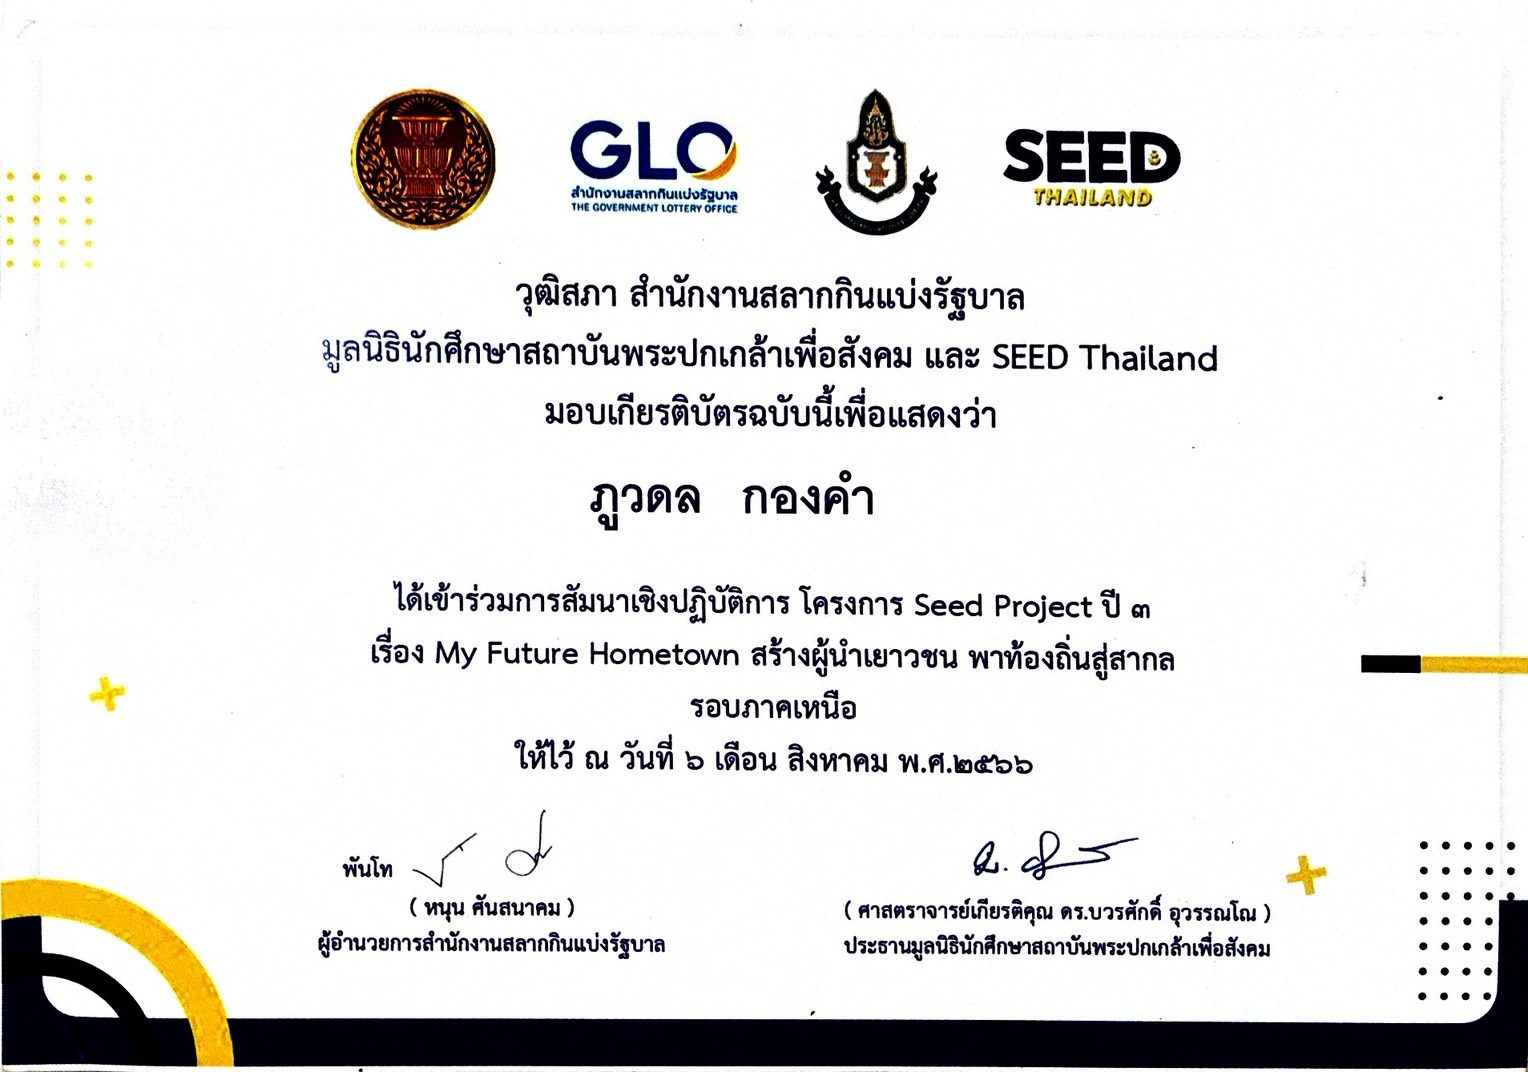 GLO
สำนักงานสลากกินแบ่งรัฐบาล
THE GOVERNMENT LOTTERY OFFICE
SEED
THAILAND
วุฒิสภา สำนักงานสลากกินแบ่งรัฐบาล
มูลนิธินักศึกษาสถาบันพระปกเกล้าเพื่อสังคม และ SEED Thailand
มอบเกียรติบัตรฉบับนี้เพื่อแสดงว่า
ภูวดล กองคำ
ได้เข้าร่วมการสัมนาเชิงปฏิบัติการ โครงการ Seed Project ปี ๓
เรื่อง My Future Hometown สร้างผู้นำเยาวชน พาท้องถิ่นสู่สากล
รอบภาคเหนือ
ให้ไว้ ณ วันที่ ๖ เดือน สิงหาคม พ.ศ.๒๕๖๖
พันโท
( หนุน ศันสนาคม )
ผู้อำนวยการสำนักงานสลากกินแบ่งรัฐบาล
( ศาสตราจารย์เกียรติคุณ ดร.บวรศักดิ์ อุวรรณโณ )
ประธานมูลนิธินักศึกษาสถาบันพระปกเกล้าเพื่อสังคม